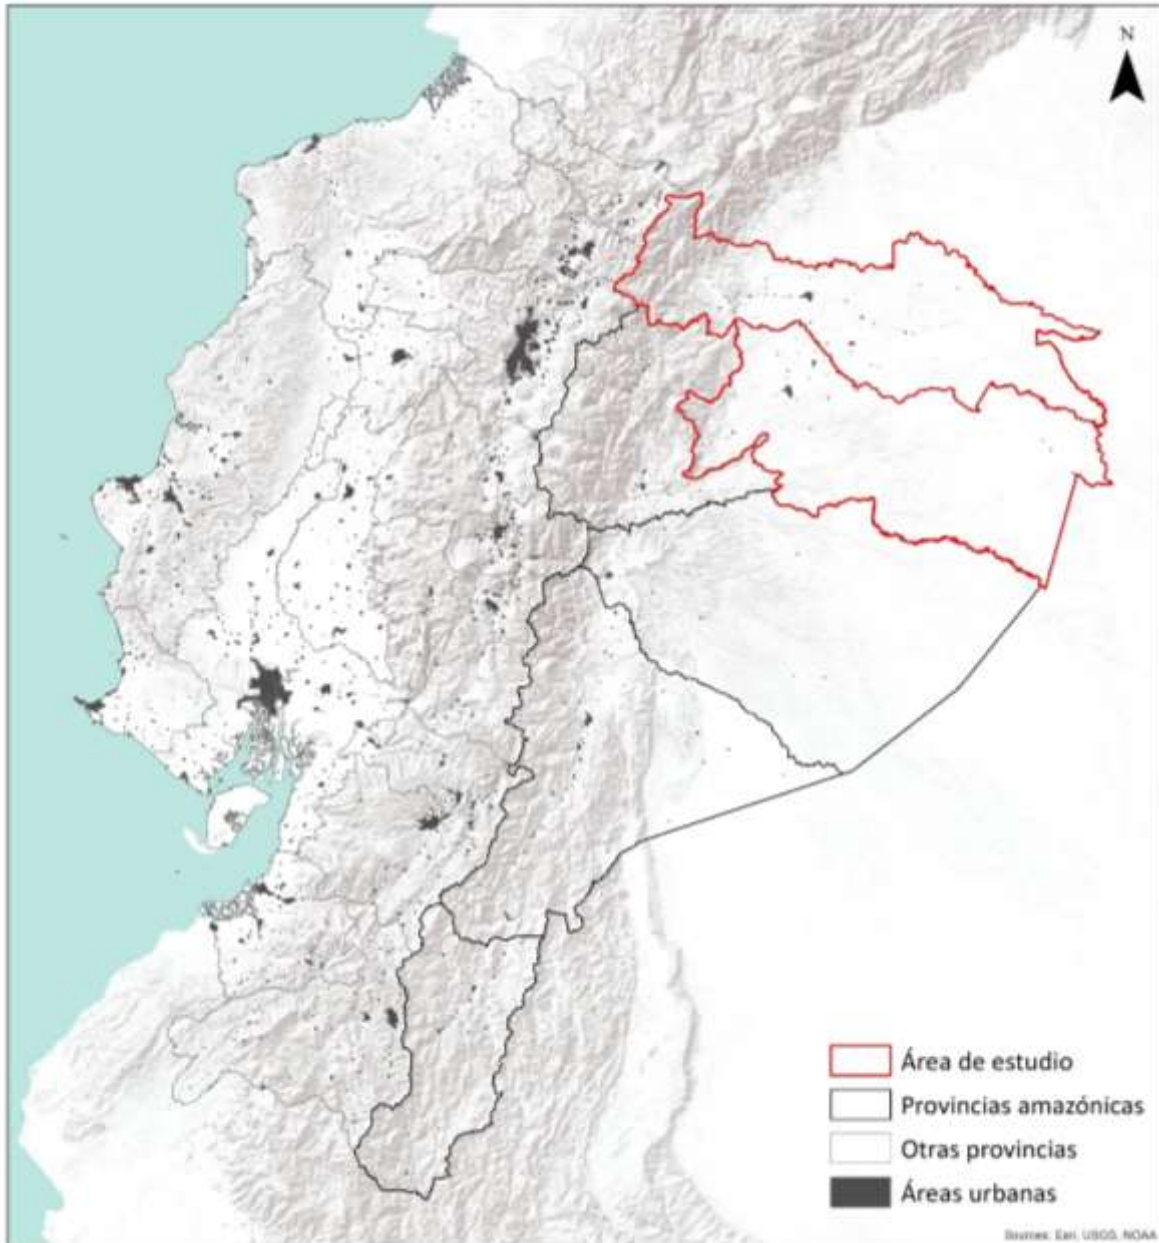 N
Área de estudio
Provincias amazónicas
Otras provincias
Áreas urbanas
Sources: Esri, USGS, NOAA